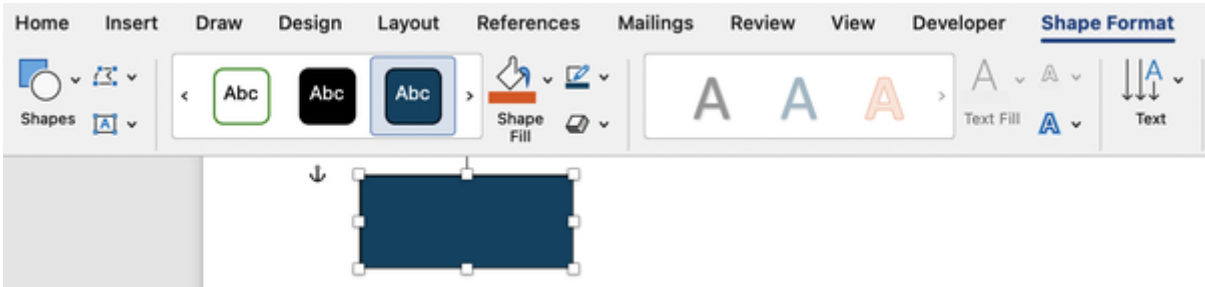 Home Insert Draw Design Layout References Mailings Review View Developer Shape Format
Abc Abc Abc
A A A
A A
A
A
A
Shapes
Shape
Fill
Text Fill
Text